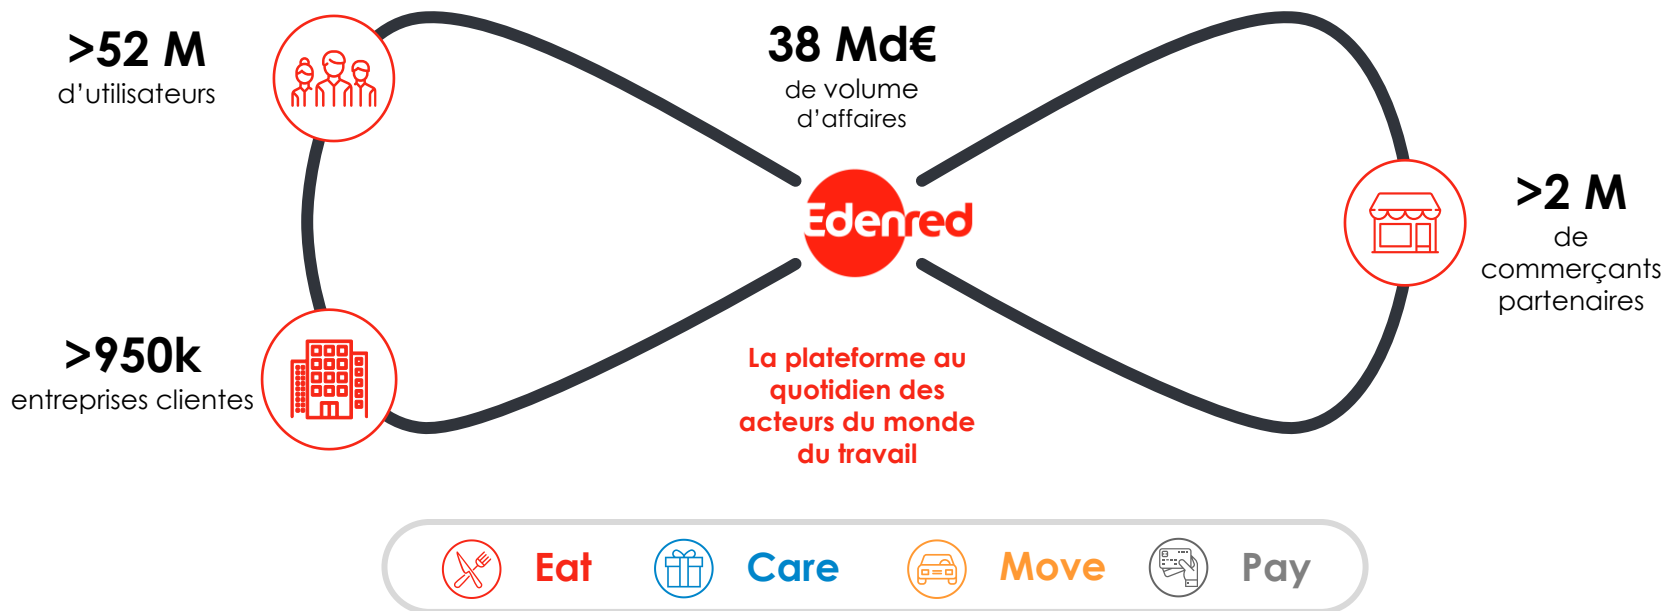 >52 M
d’utilisateurs
38 Md€
de volume
d’affaires
Edenred
>2 M
de
commerçants
partenaires
>950k
entreprises clientes
La plateforme au
quotidien des
acteurs du monde
du travail
Eat
Care
Move
Pay